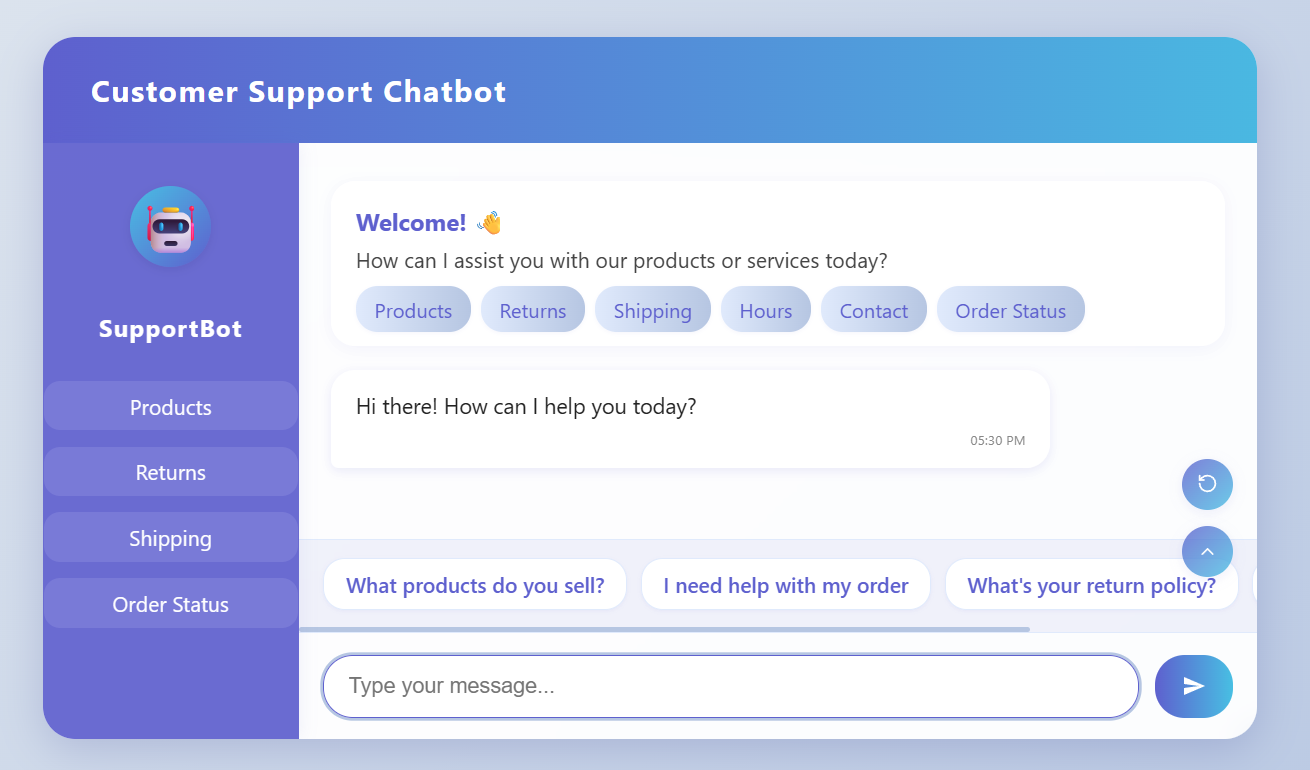 Customer Support Chatbot
SupportBot
Products
Returns
Shipping
Order Status
Welcome! 👋
How can I assist you with our products or services today?
Products Returns Shipping Hours Contact Order Status
Hi there! How can I help you today?
05:30 PM
What products do you sell? I need help with my order What's your return policy?
Type your message...